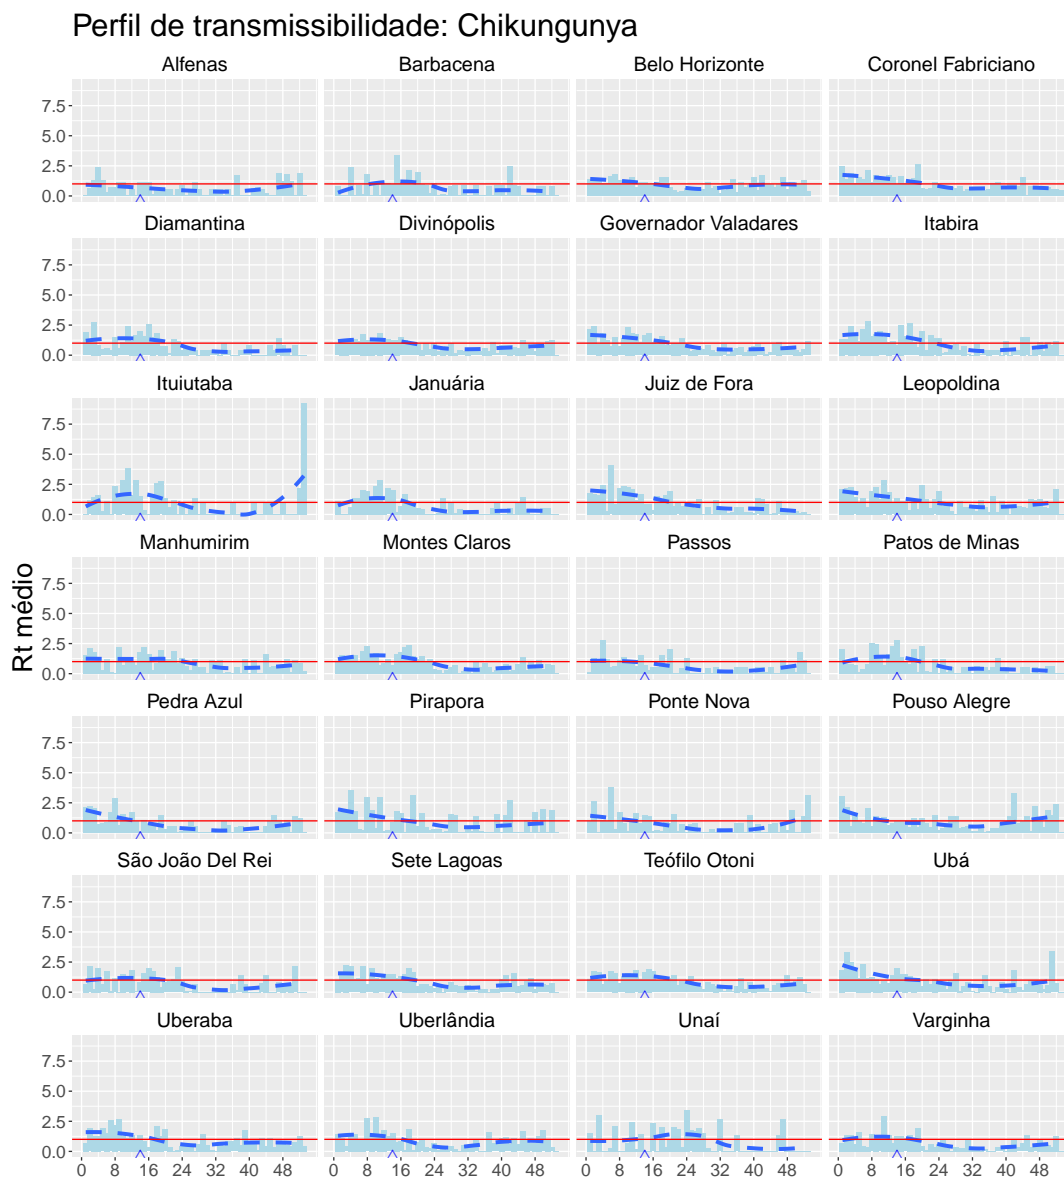 Perfil de transmissibilidade: Chikungunya
Alfenas Barbacena Belo Horizonte Coronel Fabriciano
7.5
5.0
2.5
0.0
Diamantina Divinópolis Governador Valadares Itabira
7.5
5.0
2.5
0.0
Ituiutaba Januária Juiz de Fora Leopoldina
7.5
5.0
2.5
0.0
Manhumirim Montes Claros Passos Patos de Minas
Rt médio
7.5
5.0
2.5
0.0
Pedra Azul Pirapora Ponte Nova Pouso Alegre
7.5
5.0
2.5
0.0
São João Del Rei Sete Lagoas Teófilo Otoni Ubá
7.5
5.0
2.5
0.0
Uberaba Uberlândia Unaí Varginha
7.5
5.0
2.5
0.0
0 8 16 24 32 40 48 0 8 16 24 32 40 48 0 8 16 24 32 40 48 0 8 16 24 32 40 48